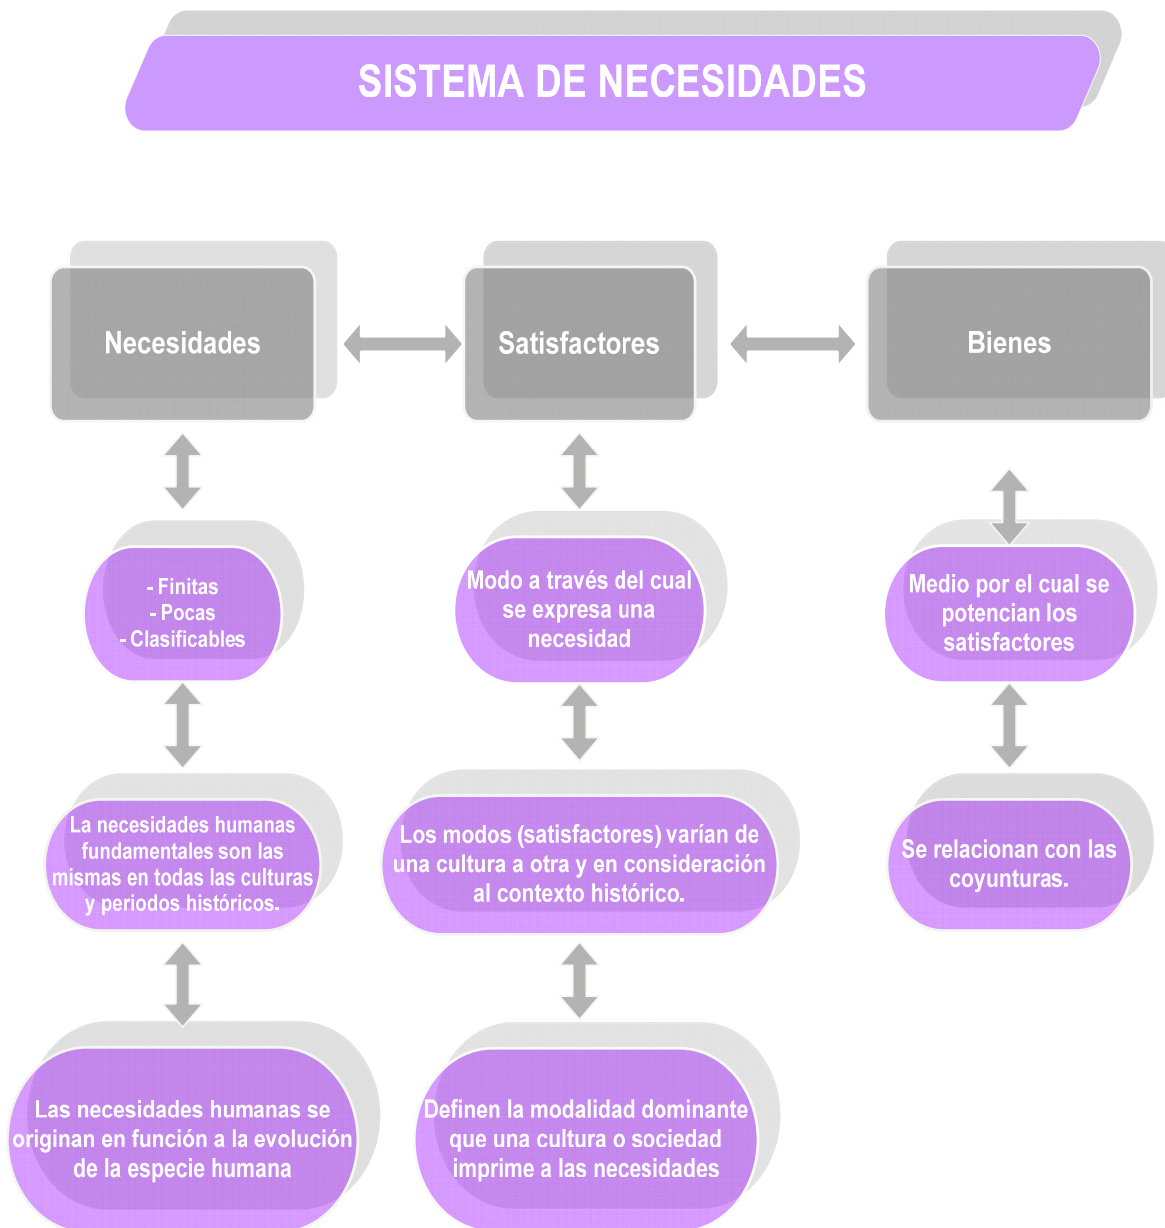 SISTEMA DE NECESIDADES
Necesidades
Satisfactores
Bienes
- Finitas
- Pocas
- Clasificables
Modo a través del cual
se expresa una
necesidad
Medio por el cual se
potencian los
satisfactores
La necesidades humanas
fundamentales son las
mismas en todas las culturas
y periodos históricos.
Los modos (satisfactores) varían de
una cultura a otra y en consideración
al contexto histórico.
Se relacionan con las
coyunturas.
Las necesidades humanas se
originan en función a la evolución
de la especie humana
Definen la modalidad dominante
que una cultura o sociedad
imprime a las necesidades